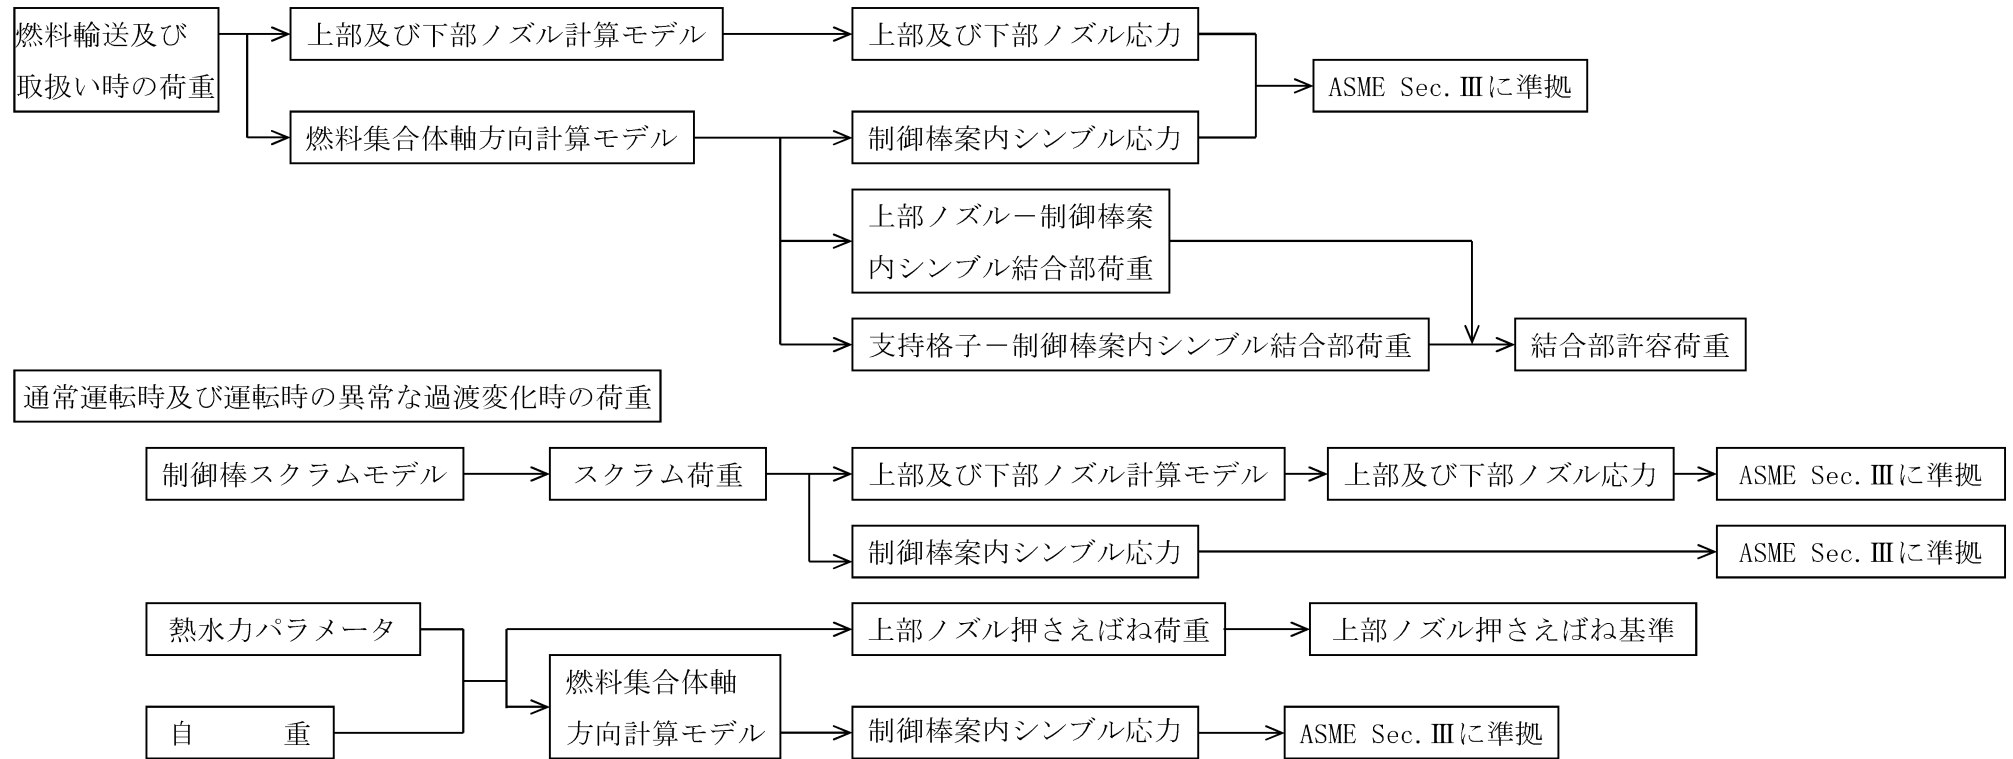 燃料輸送及び
取扱い時の荷重
上部及び下部ノズル計算モデル
上部及び下部ノズル応力
ASME Sec.Ⅲに準拠
燃料集合体軸方向計算モデル
制御棒案内シンブル応力
上部ノズル－制御棒案
内シンブル結合部荷重
支持格子－制御棒案内シンブル結合部荷重
結合部許容荷重
通常運転時及び運転時の異常な過渡変化時の荷重
制御棒スクラムモデル
スクラム荷重
上部及び下部ノズル計算モデル
上部及び下部ノズル応力
ASME Sec.Ⅲに準拠
制御棒案内シンブル応力
ASME Sec.Ⅲに準拠
熱水力パラメータ
上部ノズル押さえばね荷重
上部ノズル押さえばね基準
燃料集合体軸
方向計算モデル
自　　　重
制御棒案内シンブル応力
ASME Sec.Ⅲに準拠